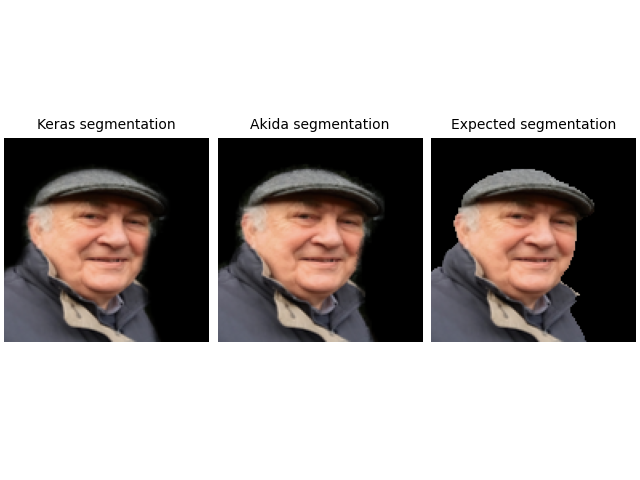 Keras segmentation
Akida segmentation
Expected segmentation